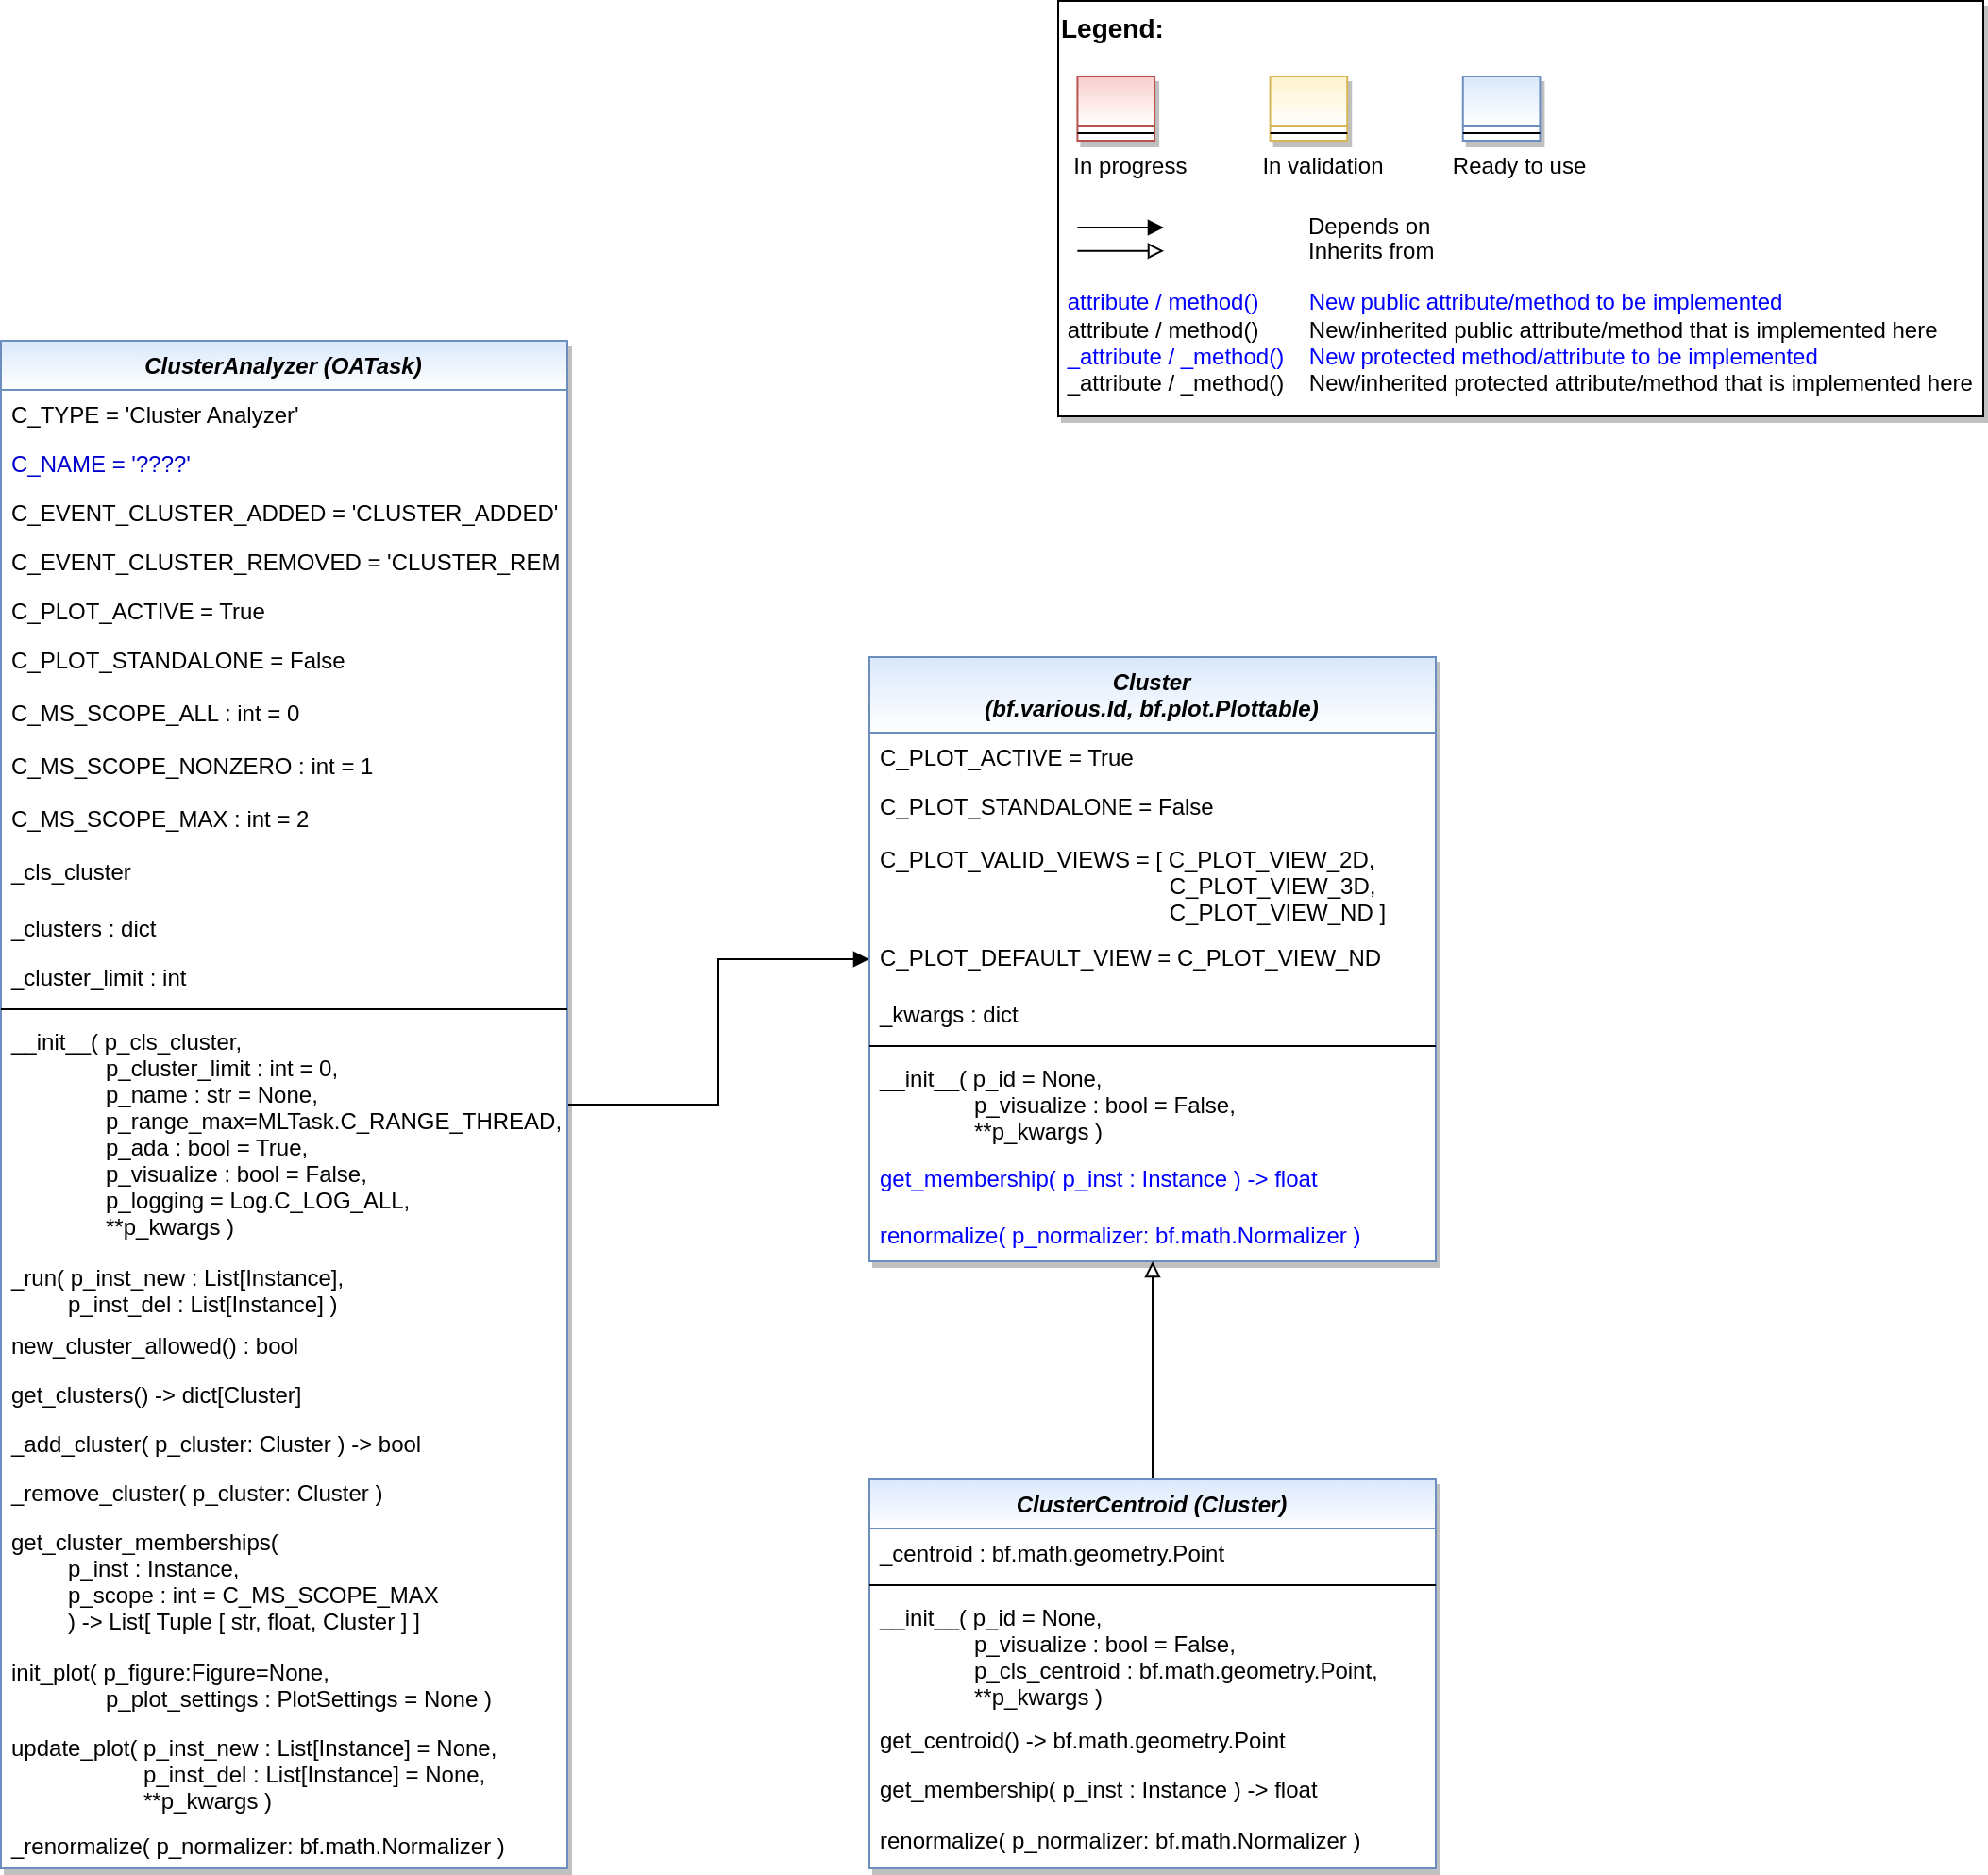 Legend:
In progress
In validation
Ready to use
Depends on
Inherits from
attribute / method() New public attribute/method to be implemented
attribute / method() New/inherited public attribute/method that is implemented here
_attribute / _method() New protected method/attribute to be implemented
_attribute / _method() New/inherited protected attribute/method that is implemented here
ClusterAnalyzer (OATask)
C_TYPE = 'Cluster Analyzer'
C_NAME = '????'
C_EVENT_CLUSTER_ADDED = 'CLUSTER_ADDED'
C_EVENT_CLUSTER_REMOVED = 'CLUSTER_REM
C_PLOT_ACTIVE = True
C_PLOT_STANDALONE = False
C_MS_SCOPE_ALL : int = 0
C_MS_SCOPE_NONZERO : int = 1
C_MS_SCOPE_MAX : int = 2
_cls_cluster
_clusters : dict
_cluster_limit : int
__init__( p_cls_cluster,
p_cluster_limit : int = 0,
p_name : str = None,
p_range_max=MLTask.C_RANGE_THREAD,
p_ada : bool = True,
p_visualize : bool = False,
p_logging = Log.C_LOG_ALL,
**p_kwargs )
_run( p_inst_new : List[Instance],
p_inst_del : List[Instance] )
new_cluster_allowed() : bool
get_clusters() -> dict[Cluster]
_add_cluster( p_cluster: Cluster ) -> bool
_remove_cluster( p_cluster: Cluster )
get_cluster_memberships(
p_inst : Instance,
p_scope : int = C_MS_SCOPE_MAX
) -> List[ Tuple [ str, float, Cluster ] ]
init_plot( p_figure:Figure=None,
p_plot_settings : PlotSettings = None )
update_plot( p_inst_new : List[Instance] = None,
p_inst_del : List[Instance] = None,
**p_kwargs )
_renormalize( p_normalizer: bf.math.Normalizer )
Cluster
(bf.various.Id, bf.plot.Plottable)
C_PLOT_ACTIVE = True
C_PLOT_STANDALONE = False
C_PLOT_VALID_VIEWS = [ C_PLOT_VIEW_2D,
C_PLOT_VIEW_3D,
C_PLOT_VIEW_ND ]
C_PLOT_DEFAULT_VIEW = C_PLOT_VIEW_ND
_kwargs : dict
__init__( p_id = None,
p_visualize : bool = False,
**p_kwargs )
get_membership( p_inst : Instance ) -> float
renormalize( p_normalizer: bf.math.Normalizer )
ClusterCentroid (Cluster)
_centroid : bf.math.geometry.Point
__init__( p_id = None,
p_visualize : bool = False,
p_cls_centroid : bf.math.geometry.Point,
**p_kwargs )
get_centroid() -> bf.math.geometry.Point
get_membership( p_inst : Instance ) -> float
renormalize( p_normalizer: bf.math.Normalizer )